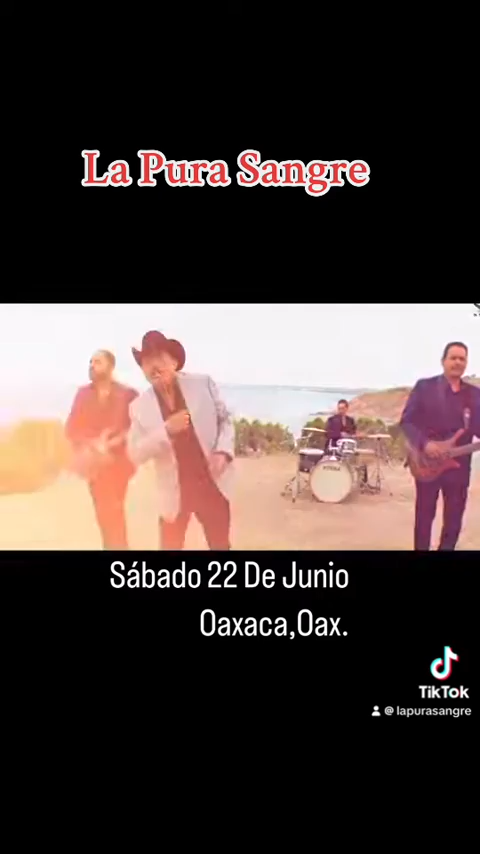 La Pura Sangre
Sábado 22 De Junio
Oaxaca,Oax.
TikTok
@ lapurasangre